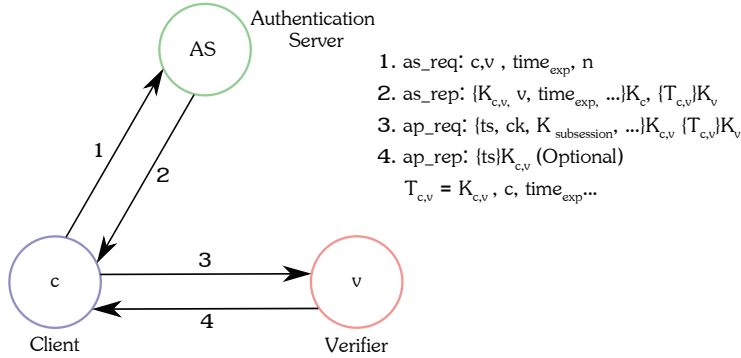 Authentication
Server
AS
1. as_req: c,v , time_exp, n
2. as_rep: {K_c,v, v, time_exp, ...}K_c, {T_c,v}K_v
3. ap_req: {ts, ck, K_subsession, ...}K_c,v {T_c,v}K_v
4. ap_rep: {ts}K_c,v (Optional)
T_c,v = K_c,v , c, time_exp...
1
2
3
4
c
v
Client
Verifier